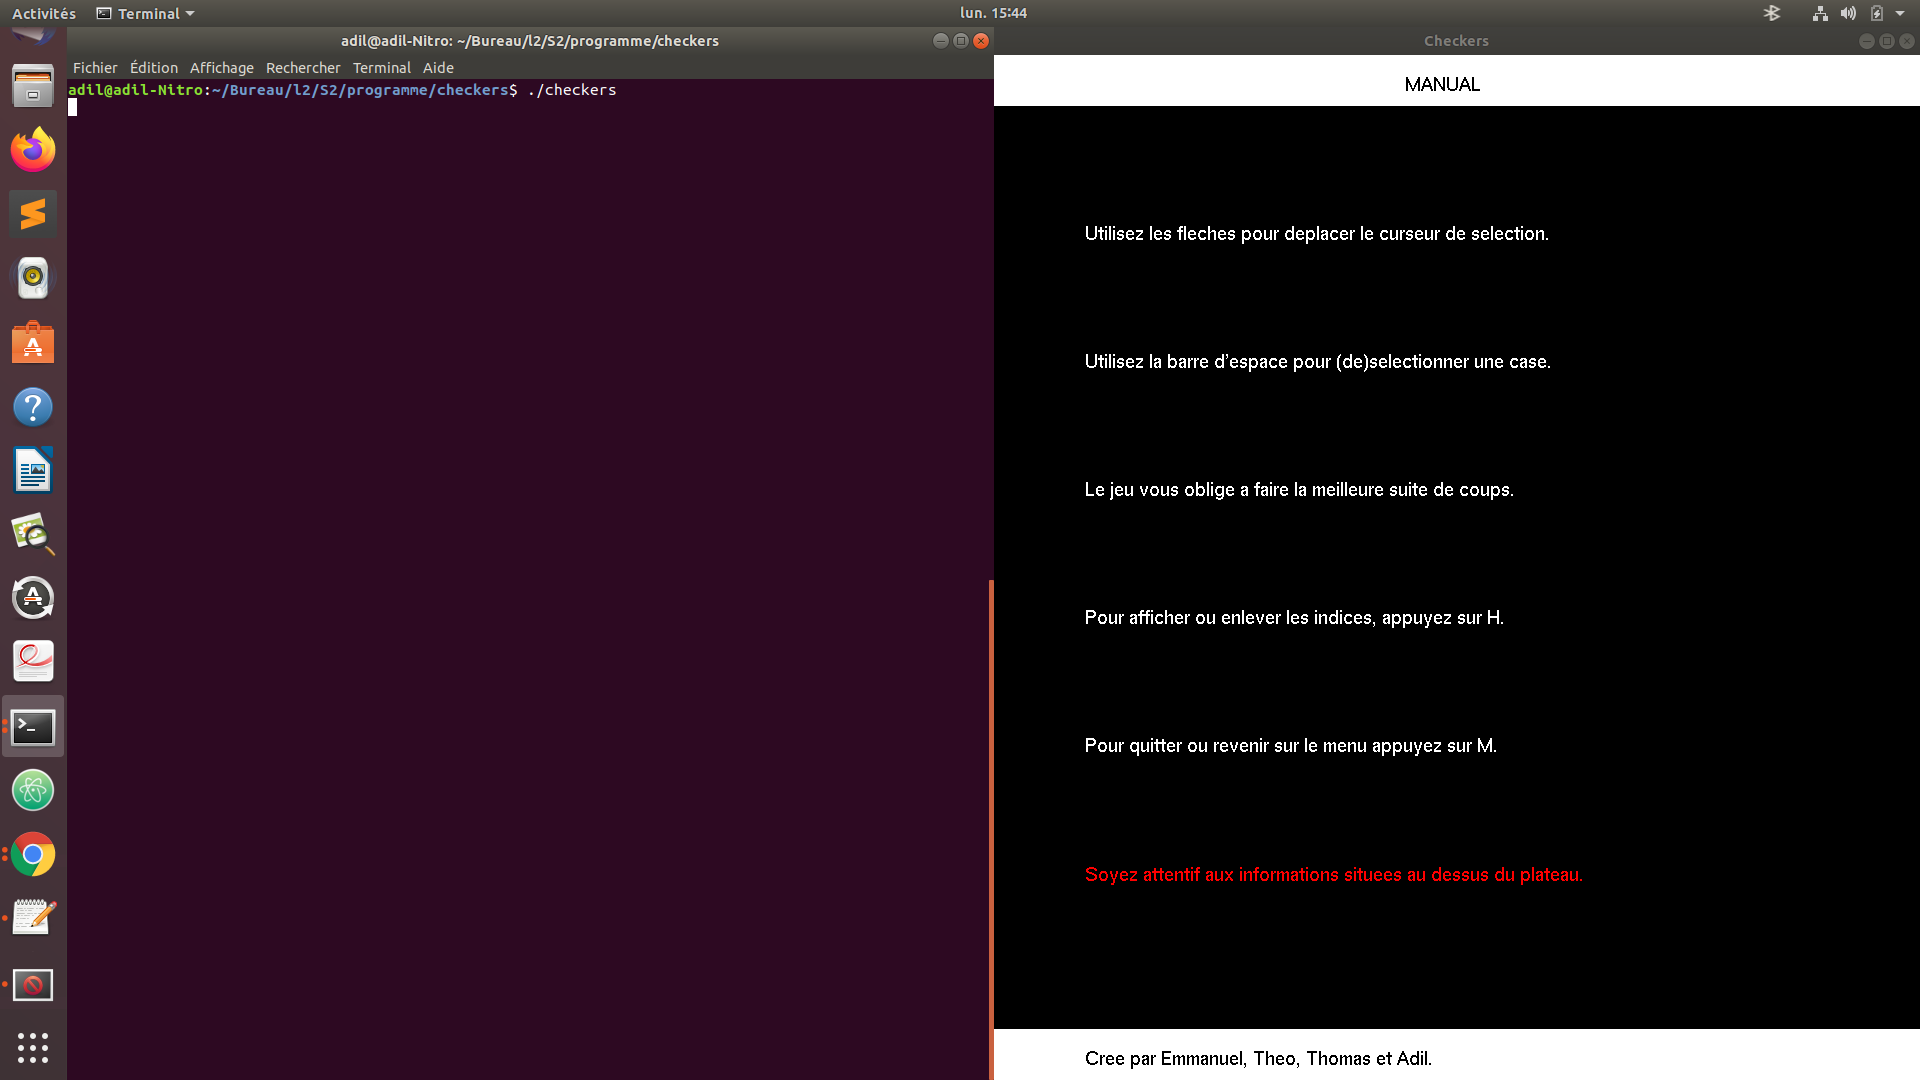 Activités
Terminal
lun. 15:44
adil@adil-Nitro: ~/Bureau/l2/S2/programme/checkers
Fichier Édition Affichage Rechercher Terminal Aide
adil@adil-Nitro:~/Bureau/l2/S2/programme/checkers$ ./checkers
Checkers
MANUAL
Utilisez les fleches pour deplacer le curseur de selection.
Utilisez la barre d'espace pour (de)selectionner une case.
Le jeu vous oblige a faire la meilleure suite de coups.
Pour afficher ou enlever les indices, appuyez sur H.
Pour quitter ou revenir sur le menu appuyez sur M.
Soyez attentif aux informations situees au dessus du plateau.
Cree par Emmanuel, Theo, Thomas et Adil.